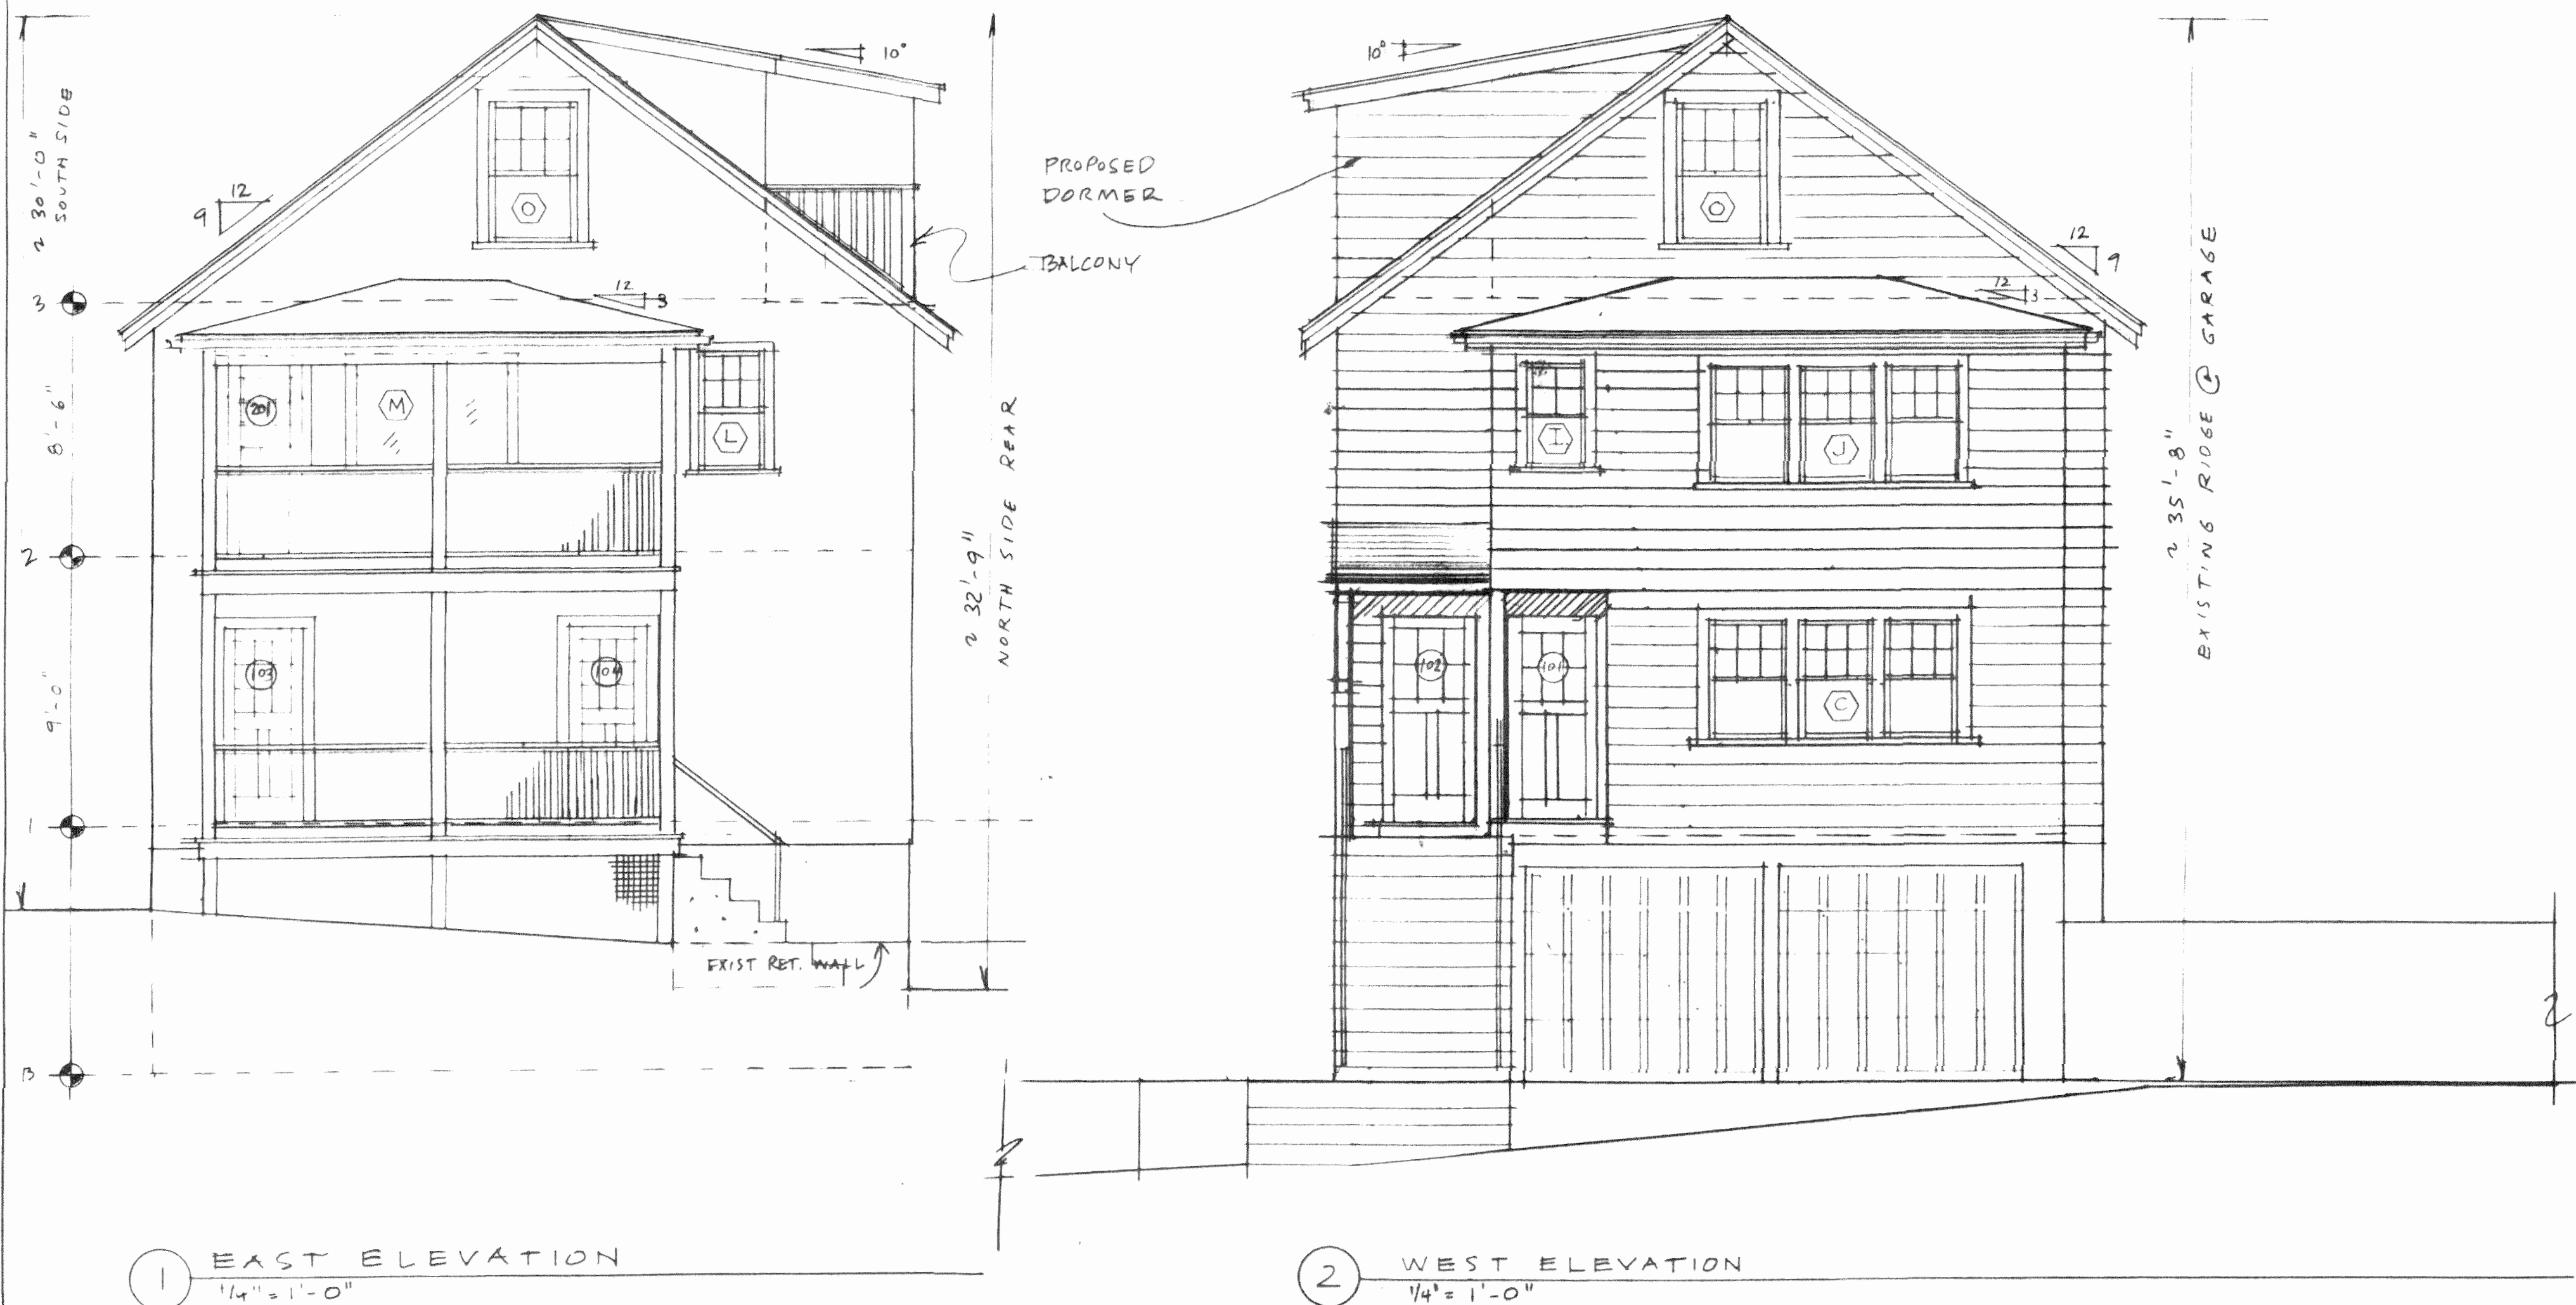 ~ 30'-0"
SOUTH SIDE
12
9
O
10°
3
12
3
8'-6"
201
M
L
2
9'-0"
103
104
1
B
EXIST RET. WALL
~ 32'-9"
NORTH SIDE REAR
BALCONY
PROPOSED
DORMER
1
EAST ELEVATION
1/4" = 1'-0"
10°
O
12
9
12
3
I
J
102
101
C
~ 35'-8"
EXISTING RIDGE @ GARAGE
2
WEST ELEVATION
1/4" = 1'-0"